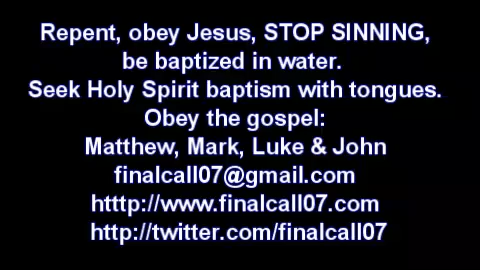 Repent, obey Jesus, STOP SINNING,
be baptized in water.
Seek Holy Spirit baptism with tongues.
Obey the gospel:
Matthew, Mark, Luke & John
finalcall07@gmail.com
htttp://www.finalcall07.com
http://twitter.com/finalcall07